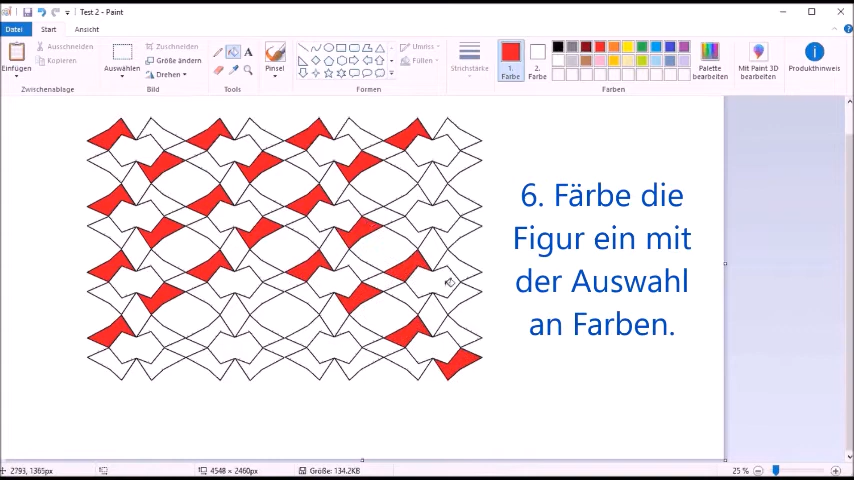 Test 2 - Paint
Datei Start Ansicht
Einfügen
Ausschneiden
Kopieren
Zwischenablage
Auswählen
Zuschneiden
Größe ändern
Drehen
Bild
A
Tools
Pinsel
Umriss
Füllen
Formen
Strichstärke
1.
Farbe
2.
Farbe
Palette
bearbeiten
Farben
Mit Paint 3D
bearbeiten
Produkthinweis
6. Färbe die
Figur ein mit
der Auswahl
an Farben.
2793, 1365px
4548 × 2460px
Größe: 134.2KB
25 %